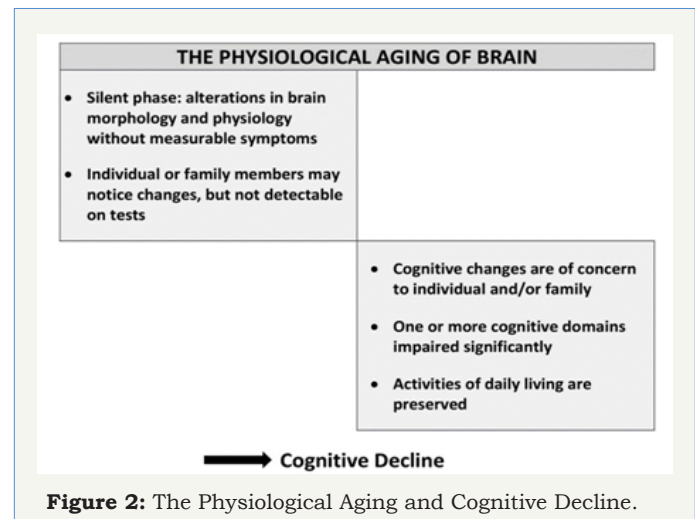 THE PHYSIOLOGICAL AGING OF BRAIN
• Silent phase: alterations in brain
morphology and physiology
without measurable symptoms
• Individual or family members may
notice changes, but not detectable
on tests
• Cognitive changes are of concern
to individual and/or family
• One or more cognitive domains
impaired significantly
• Activities of daily living are
preserved
Cognitive Decline
Figure 2: The Physiological Aging and Cognitive Decline.